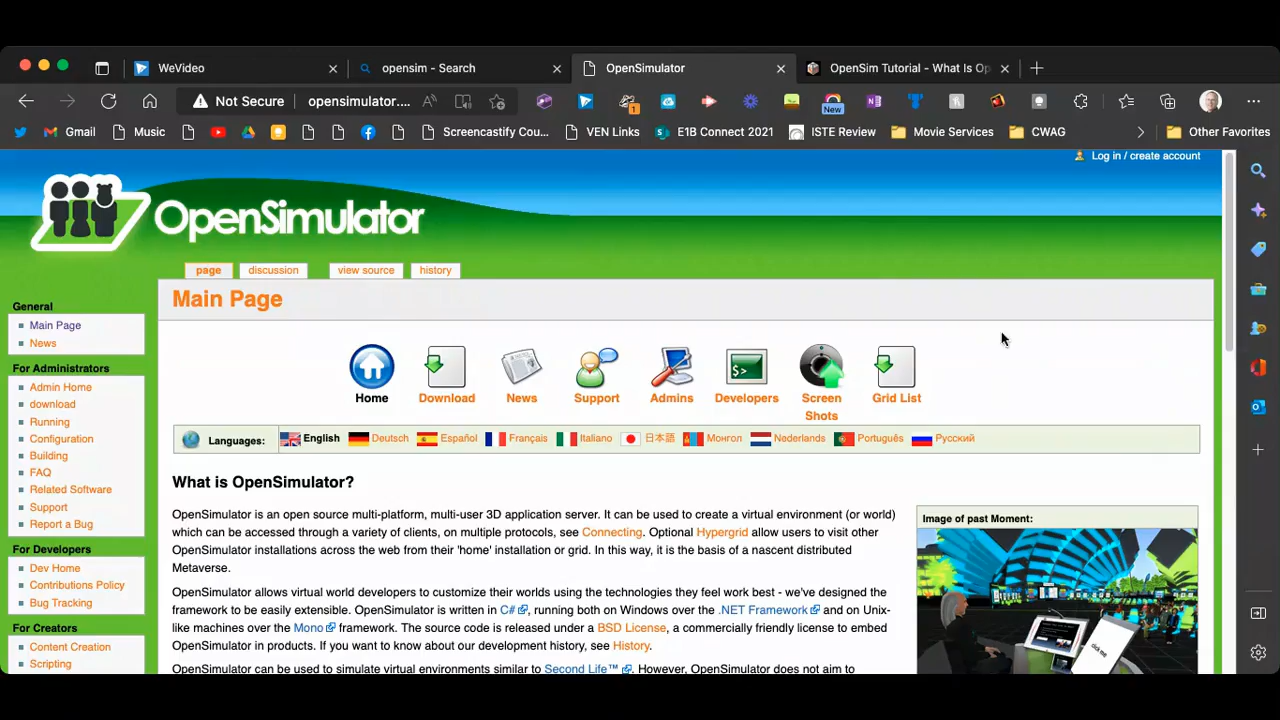 WeVideo
opensim - Search
OpenSimulator
OpenSim Tutorial - What Is Op
Not Secure
opensimulator....
1
New
Gmail
Music
Screencastify Cou...
VEN Links
E1B Connect 2021
ISTE Review
Movie Services
CWAG
Other Favorites
Log in / create account
OpenSimulator
page
discussion
view source
history
Main Page
General
Main Page
News
For Administrators
Admin Home
download
Running
Configuration
Building
FAQ
Related Software
Support
Report a Bug
For Developers
Dev Home
Contributions Policy
Bug Tracking
For Creators
Content Creation
Scripting
Home
Download
News
Support
Admins
Developers
Screen
Shots
Grid List
Languages: English Deutsch Español Français Italiano 日本語 Монгол Nederlands Português Русский
What is OpenSimulator?
OpenSimulator is an open source multi-platform, multi-user 3D application server. It can be used to create a virtual environment (or world)
which can be accessed through a variety of clients, on multiple protocols, see Connecting. Optional Hypergrid allow users to visit other
OpenSimulator installations across the web from their 'home' installation or grid. In this way, it is the basis of a nascent distributed
Metaverse.
OpenSimulator allows virtual world developers to customize their worlds using the technologies they feel work best - we've designed the
framework to be easily extensible. OpenSimulator is written in C#, running both on Windows over the .NET Framework and on Unix-
like machines over the Mono framework. The source code is released under a BSD License, a commercially friendly license to embed
OpenSimulator in products. If you want to know about our development history, see History.
OpenSimulator can be used to simulate virtual environments similar to Second Life™. However, OpenSimulator does not aim to
Image of past Moment:
click me